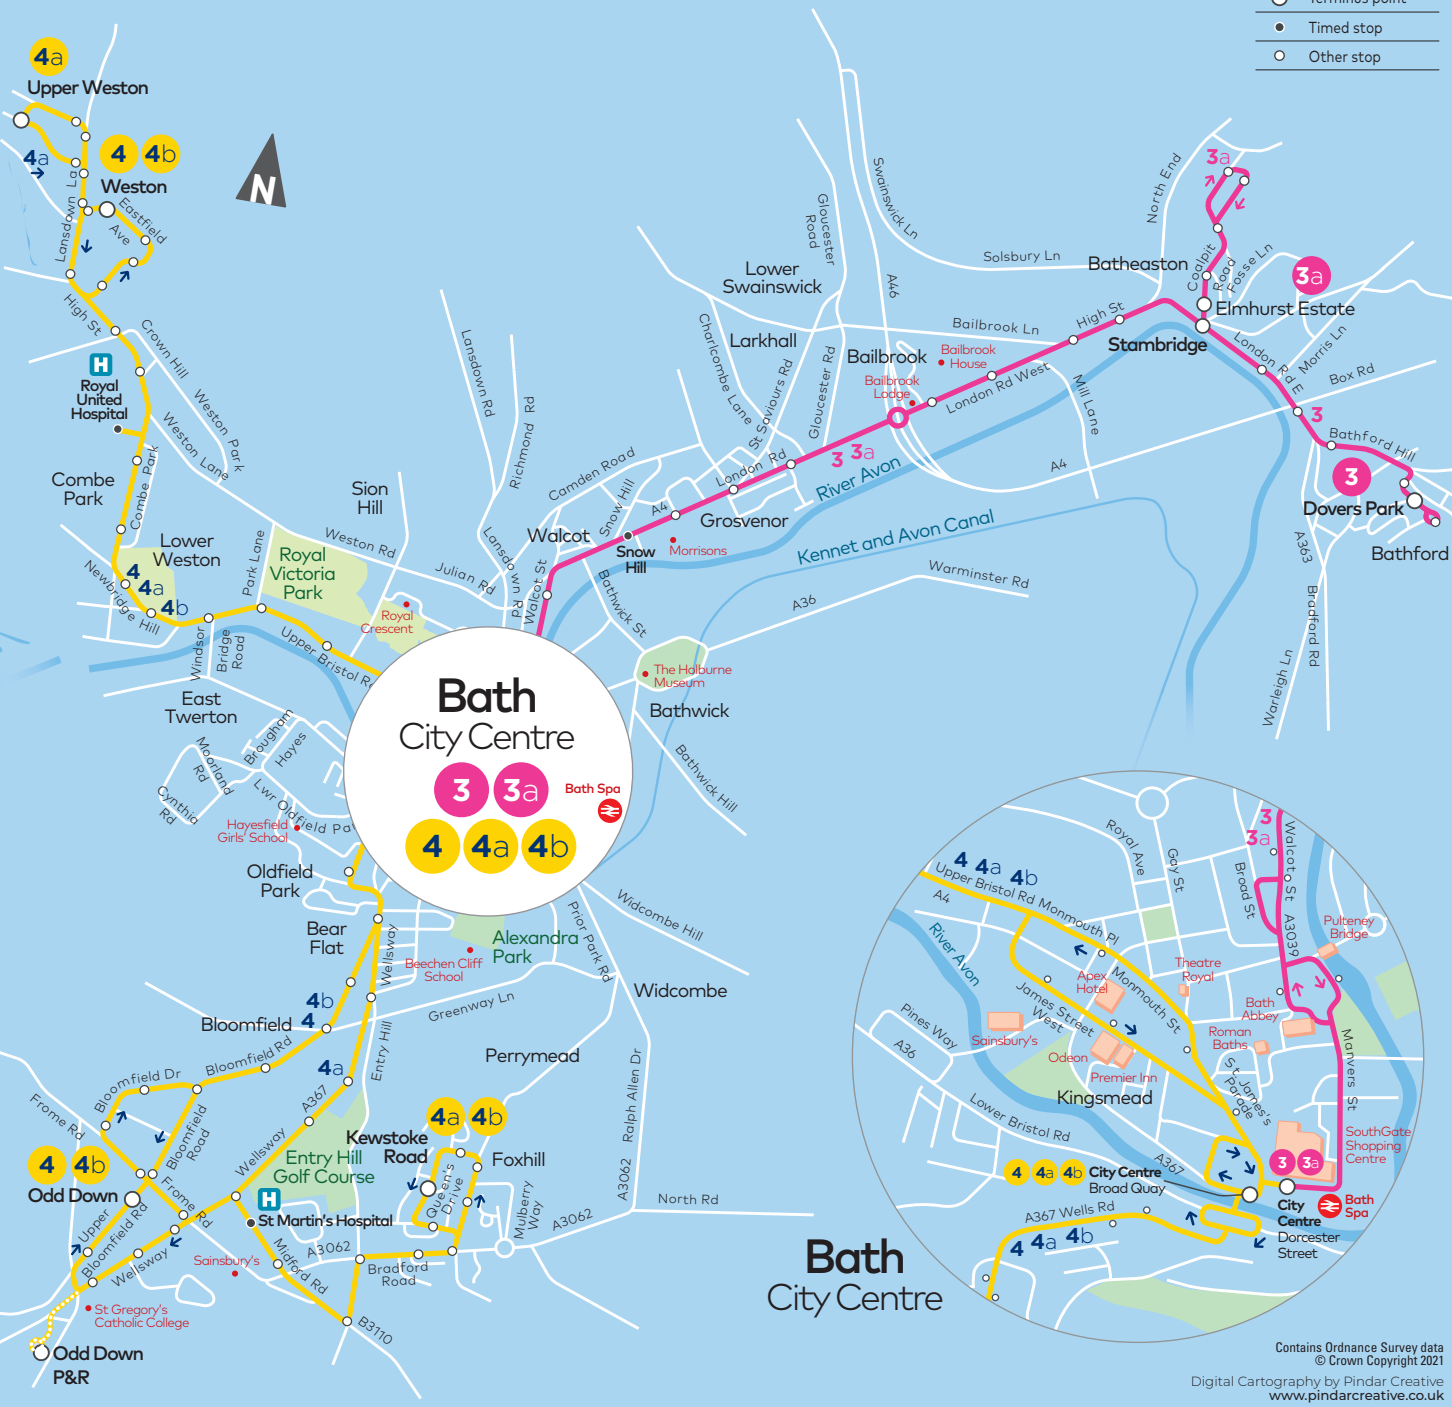 Terminus point
Timed stop
Other stop
4a
Upper Weston
4 4b
Weston
4a
Lansdown La
Eastfield
Ave
N
High St
Crown Hill
Weston Park
Weston Lane
H
Royal
United
Hospital
Combe
Park
Combe Park
Lower
Weston
4
4a
4b
Newbridge Hill
Windsor
Bridge
Road
Park Lane
Royal
Victoria
Park
Upper Bristol R
Sion
Hill
Weston Rd
Julian Rd
Royal
Crescent
Lansdown Rd
Richmond Rd
Lansdown Rd
Walcot St
Camden Road
Snow Hill
Walcot
Snow
Hill
A4
London Rd
Grosvenor
Morrisons
Bathwick St
Charlcombe Lane
St Saviours Rd
Gloucester Rd
Larkhall
Lower
Swainswick
Gloucester
Road
Swainswick Ln
A46
Solsbury Ln
Bailbrook Ln
Bailbrook
Bailbrook
House
Bailbrook
Lodge
3 3a
River Avon
Kennet and Avon Canal
London Rd West
High St
Mill Lane
A4
Warminster Rd
A36
North End
3a
Batheaston
Coalpit
Road
Fosse Ln
3a
Elmhurst Estate
Stambridge
London Rd E
Morris Ln
Box Rd
3
Bathford Hill
3
Dovers Park
Bathford
A363
Bradford Rd
Warleigh Ln
The Halburne
Museum
Bathwick
Bathwick Hill
East
Twerton
Brougham
Hayes
Moorland
Rd
Cynthia
Rd
Lwr Oldfield Pa
Hayesfield
Girls' School
Oldfield
Park
Bath
City Centre
3 3a
4 4a 4b
Bath Spa
Bear
Flat
Wellsway
Alexandra
Park
Beechen Cliff
School
Greenway Ln
Prior Park Rd
Widcombe Hill
Widcombe
4b
4
Bloomfield
Bloomfield Rd
Entry Hill
4a
A367
Perrymead
Ralph Allen Dr
A3062
Bloomfield Dr
Frome Rd
Bloomfield
Road
Wellsway
Entry Hill
Golf Course
4a 4b
Kewstoke
Road
Foxhill
Queen's
Drive
Mulberry
Way
A3062
North Rd
4 4b
Odd Down
Frome Rd
Upper
Bloomfield Rd
Wellsway
H
St Martin's Hospital
Sainsbury's
Midford Rd
A3062
Bradford
Road
B3110
St Gregory's
Catholic College
Odd Down
P&R
Bath
City Centre
4 4a 4b
Upper Bristol Rd
Monmouth Pl
A4
River Avon
Royal Ave
Gay St
Broad St
3
3a
Walcot St
A3039
Pulteney
Bridge
Theatre
Royal
Apex
Hotel
Monmouth St
James Street
West
Bath
Abbey
Roman
Baths
Pines Way
A36
Sainsbury's
Odeon
Premier Inn
Kingsmead
St. James's
Parade
Manvers St
Lower Bristol Rd
A367
SouthGate
Shopping
Centre
3 3a
4 4a 4b
City Centre
Broad Quay
A367 Wells Rd
4 4a 4b
City
Centre
Dorcester
Street
Bath
Spa
Contains Ordnance Survey data
© Crown Copyright 2021
Digital Cartography by Pindar Creative
www.pindarcreative.co.uk